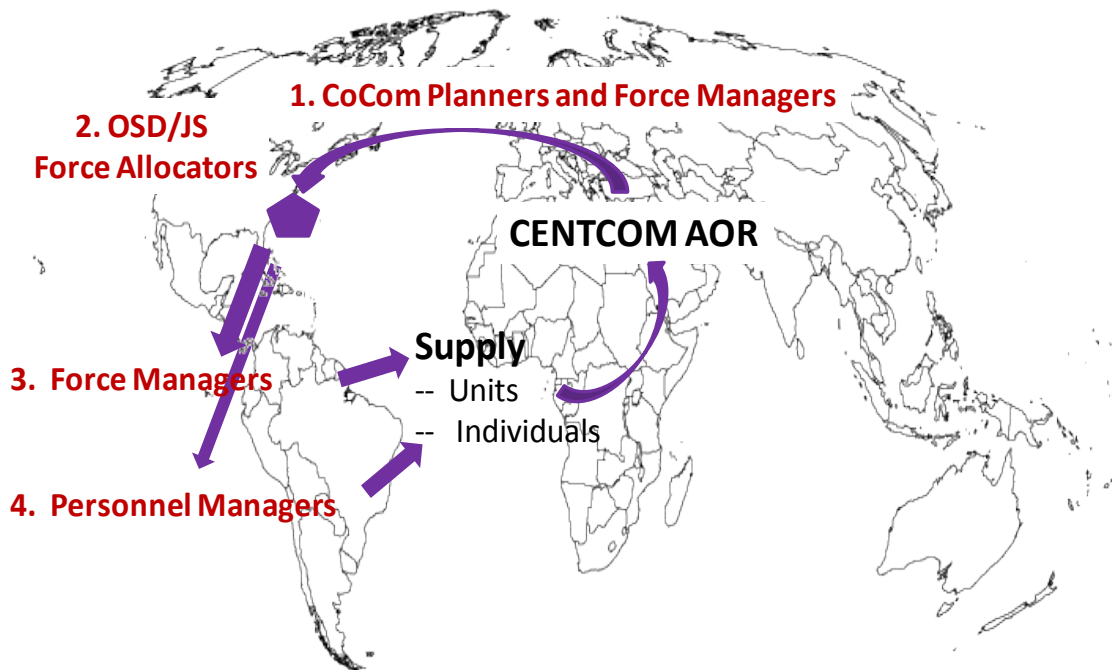 1. CoCom Planners and Force Managers
2. OSD/JS
Force Allocators
CENTCOM AOR
Supply
-- Units
-- Individuals
3. Force Managers
4. Personnel Managers